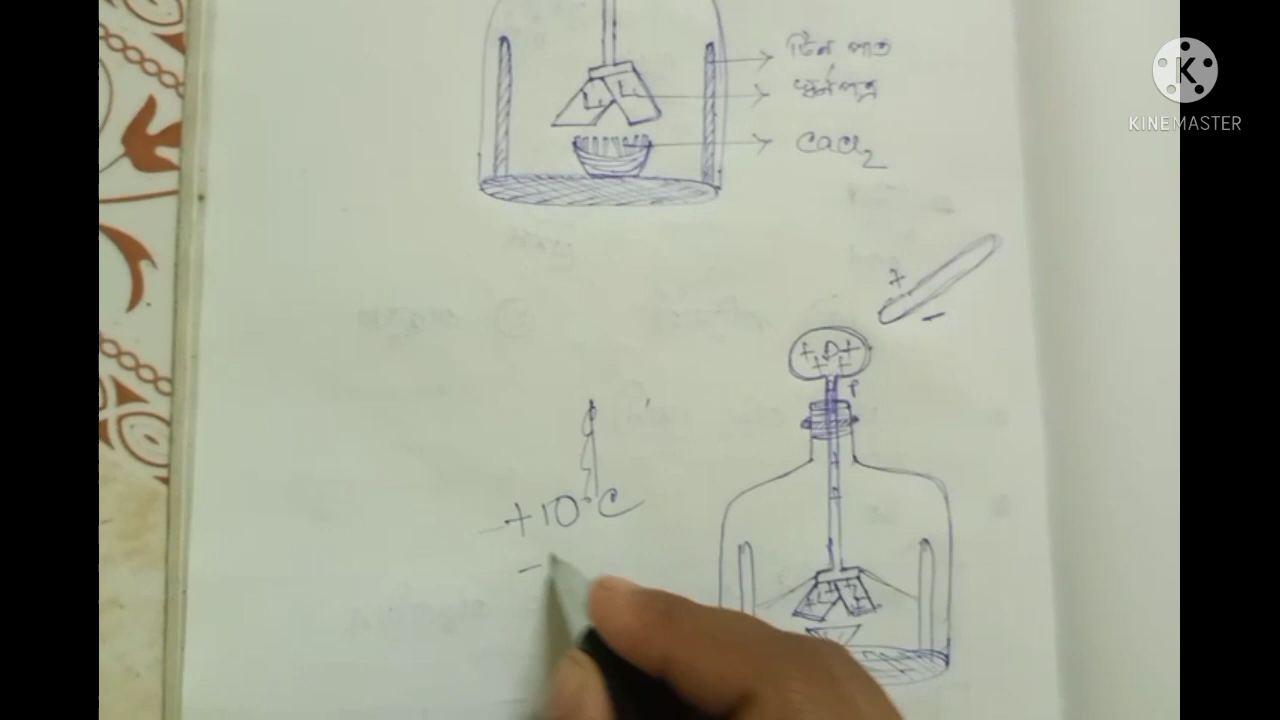 টিন পাত
স্বর্ণপত্র
CaCl₂
K
KINEMASTER
+
-
+ D +
+ +
P
+10°C
-